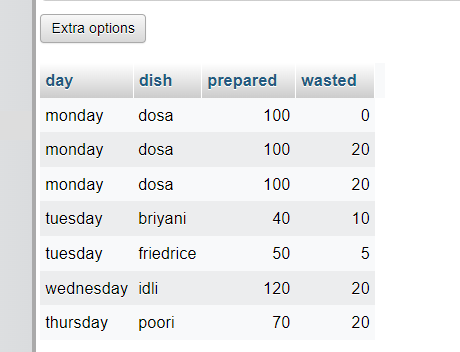 Extra options
day dish prepared wasted
monday dosa 100 0
monday dosa 100 20
monday dosa 100 20
tuesday briyani 40 10
tuesday friedrice 50 5
wednesday idli 120 20
thursday poori 70 20